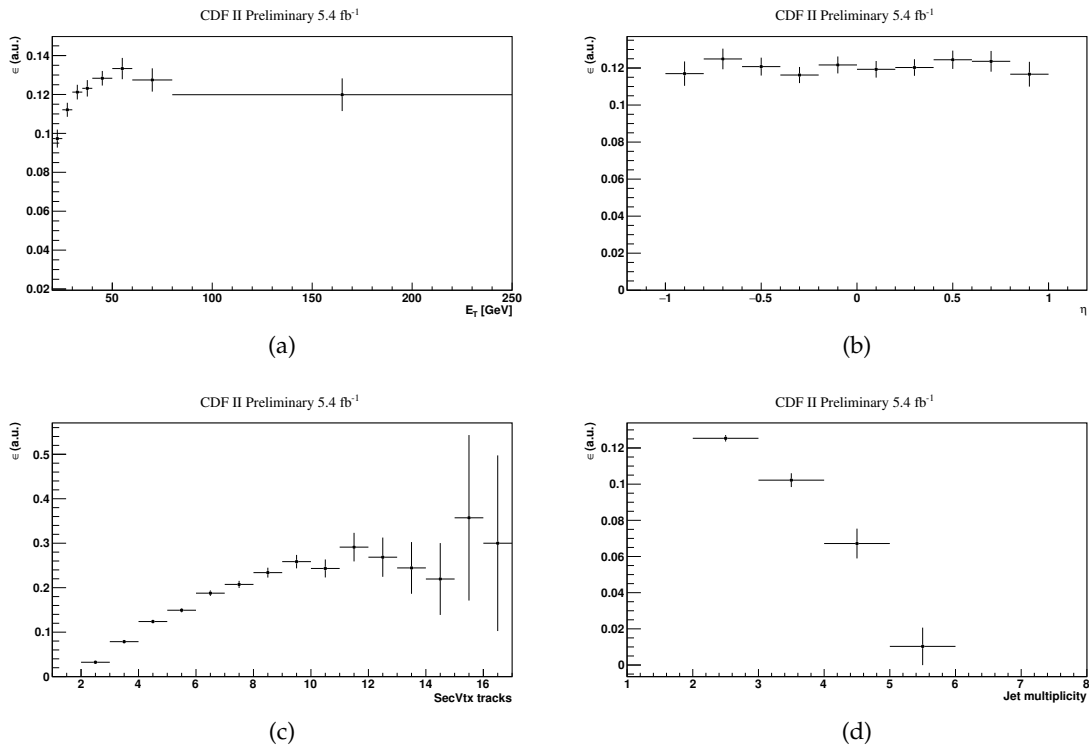 CDF II Preliminary 5.4 fb-1
∈ (a.u.)
0.14
0.12
0.1
0.08
0.06
0.04
0.02
50 100 150 200 250
ET [GeV]
(a)
CDF II Preliminary 5.4 fb-1
∈ (a.u.)
0.12
0.1
0.08
0.06
0.04
0.02
0
−1 −0.5 0 0.5 1
η
(b)
CDF II Preliminary 5.4 fb-1
∈ (a.u.)
0.5
0.4
0.3
0.2
0.1
0
2 4 6 8 10 12 14 16
SecVtx tracks
(c)
CDF II Preliminary 5.4 fb-1
∈ (a.u.)
0.12
0.1
0.08
0.06
0.04
0.02
0
1 2 3 4 5 6 7 8
Jet multiplicity
(d)